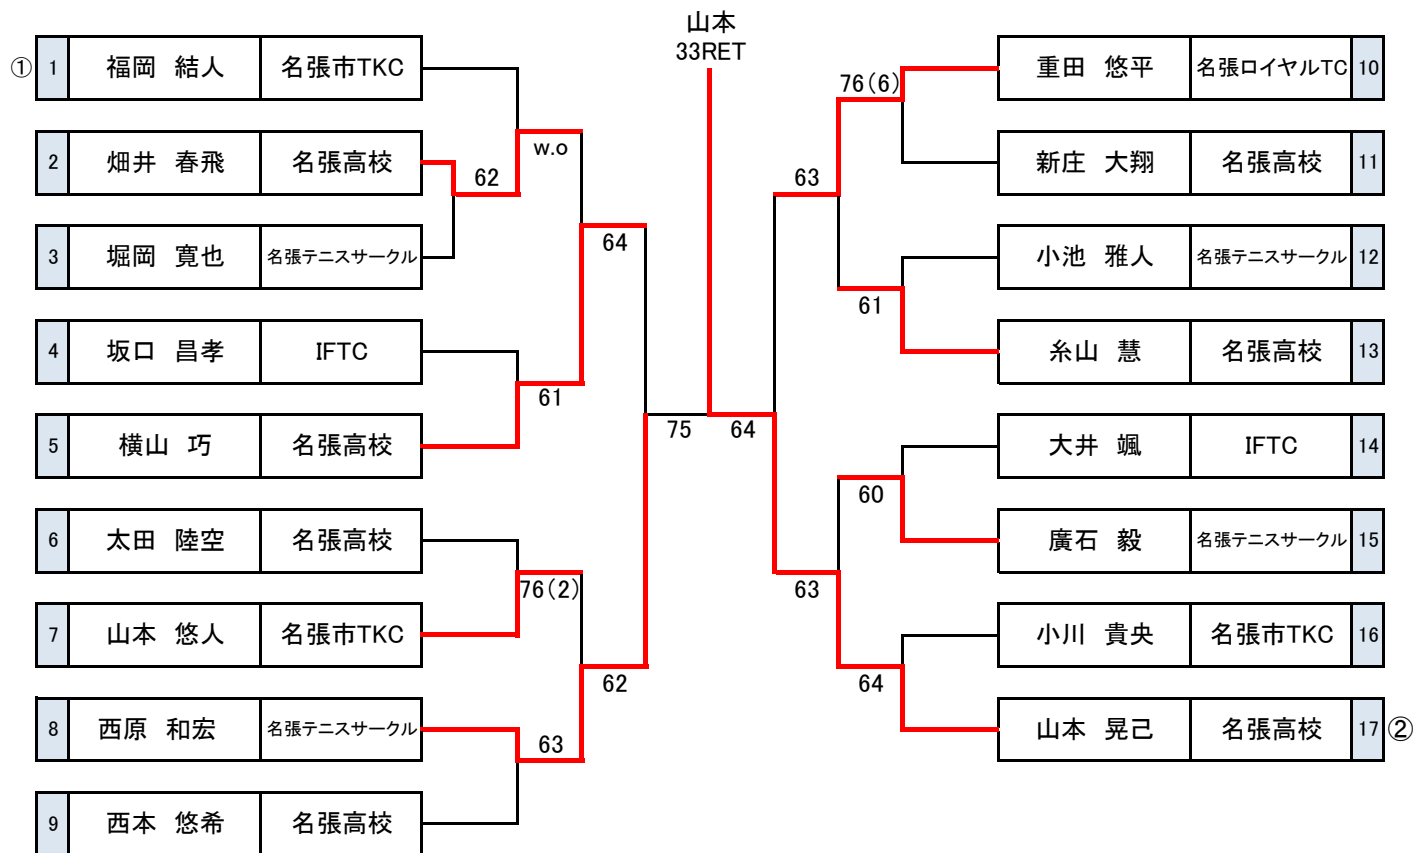 山本
33RET
① 1 福岡 結人 名張市TKC
2 畑井 春飛 名張高校
3 堀岡 寛也 名張テニスサークル
4 坂口 昌孝 IFTC
5 横山 巧 名張高校
6 太田 陸空 名張高校
7 山本 悠人 名張市TKC
8 西原 和宏 名張テニスサークル
9 西本 悠希 名張高校
62
w.o
64
61
76(2)
62
63
75
64
76(6)
63
61
60
63
64
重田 悠平 名張ロイヤルTC 10
新庄 大翔 名張高校 11
小池 雅人 名張テニスサークル 12
糸山 慧 名張高校 13
大井 颯 IFTC 14
廣石 毅 名張テニスサークル 15
小川 貴央 名張市TKC 16
山本 晃己 名張高校 17 ②